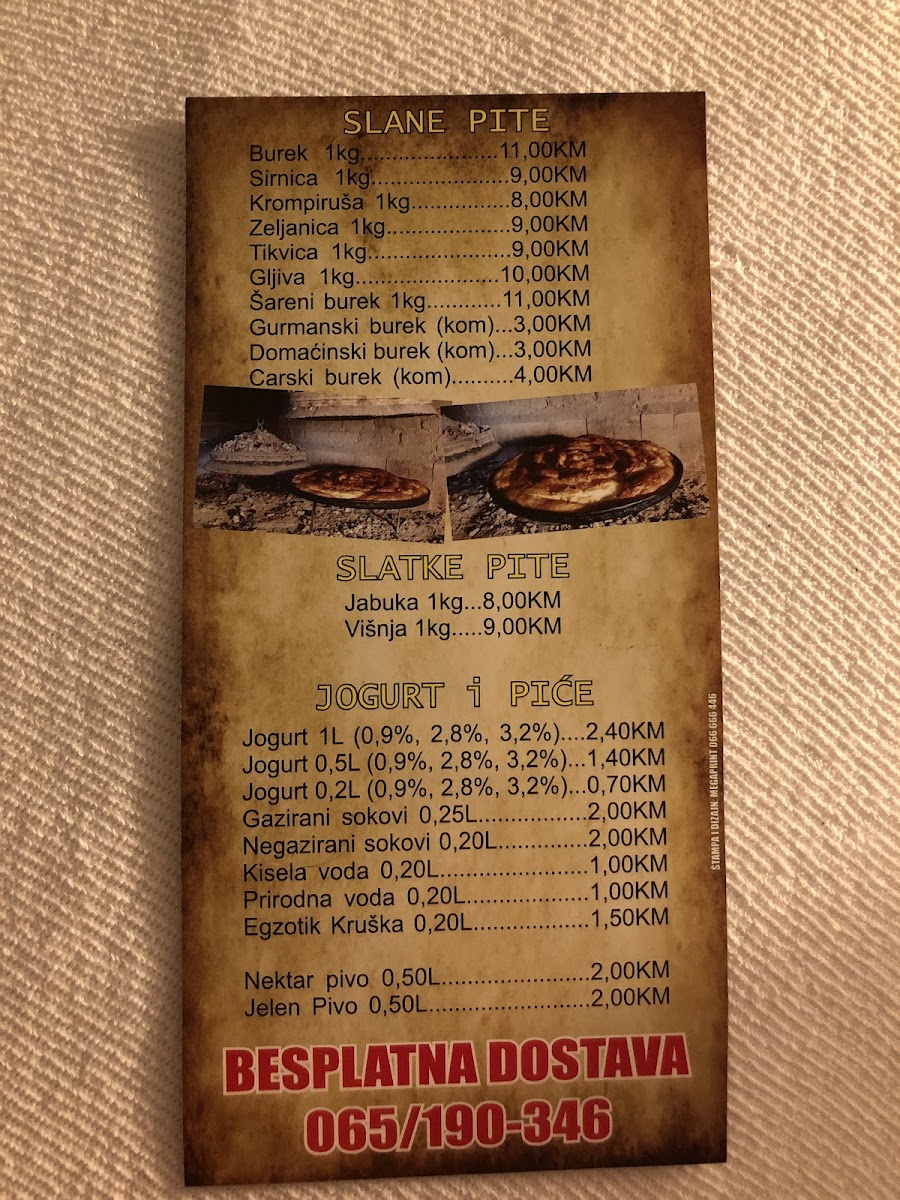 SLANE PITE
Burek 1kg......................11,00KM
Sirnica 1kg......................9,00KM
Krompiruša 1kg................8,00KM
Zeljanica 1kg....................9,00KM
Tikvica 1kg.......................9,00KM
Gljiva 1kg.......................10,00KM
Šareni burek 1kg............11,00KM
Gurmanski burek (kom)...3,00KM
Domaćinski burek (kom)...3,00KM
Carski burek (kom)..........4,00KM
SLATKE PITE
Jabuka 1kg...8,00KM
Višnja 1kg.....9,00KM
JOGURT i PIĆE
Jogurt 1L (0,9%, 2,8%, 3,2%)....2,40KM
Jogurt 0,5L (0,9%, 2,8%, 3,2%)...1,40KM
Jogurt 0,2L (0,9%, 2,8%, 3,2%)...0,70KM
Gazirani sokovi 0,25L.................2,00KM
Negazirani sokovi 0,20L..............2,00KM
Kisela voda 0,20L.......................1,00KM
Prirodna voda 0,20L...................1,00KM
Egzotik Kruška 0,20L..................1,50KM
Nektar pivo 0,50L.......................2,00KM
Jelen Pivo 0,50L.........................2,00KM
BESPLATNA DOSTAVA
065/190-346
ŠTAMPA I DIZAJN: MEGAPRINT 066 666 446